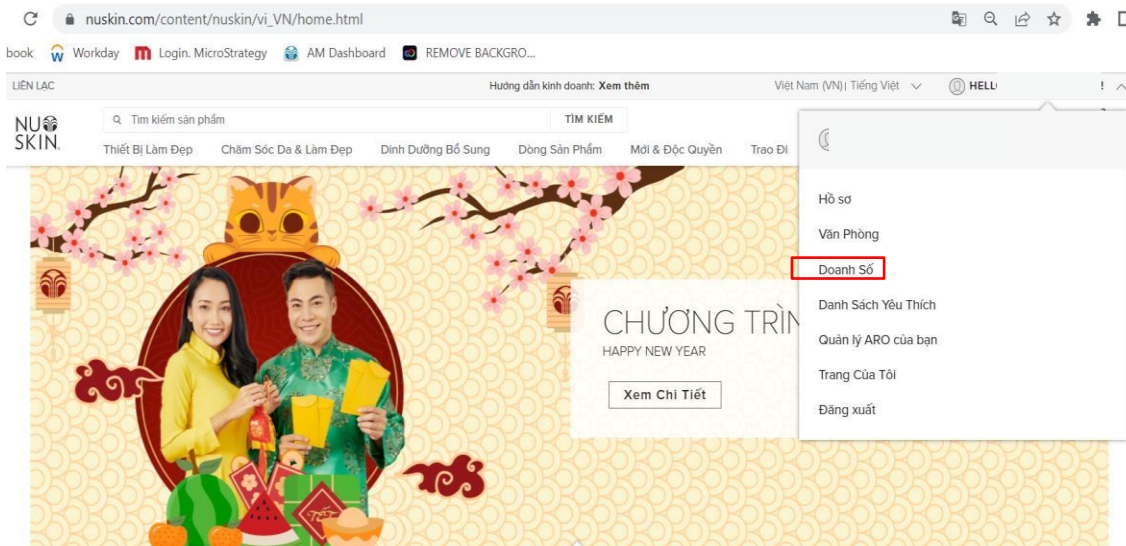 nuskin.com/content/nuskin/vi_VN/home.html
book Workday Login. MicroStrategy AM Dashboard REMOVE BACKGRO...
LIÊN LẠC Hướng dẫn kinh doanh: Xem thêm Việt Nam (VN) | Tiếng Việt HELLO !
NU SKIN.
Tìm kiếm sản phẩm TÌM KIẾM
Thiết Bị Làm Đẹp Chăm Sóc Da & Làm Đẹp Dinh Dưỡng Bổ Sung Dòng Sản Phẩm Mới & Độc Quyền Trao Đi
Hồ sơ
Văn Phòng
Doanh Số
Danh Sách Yêu Thích
Quản lý ARO của bạn
Trang Của Tôi
Đăng xuất
CHƯƠNG TRÌN
HAPPY NEW YEAR
Xem Chi Tiết
TẾT